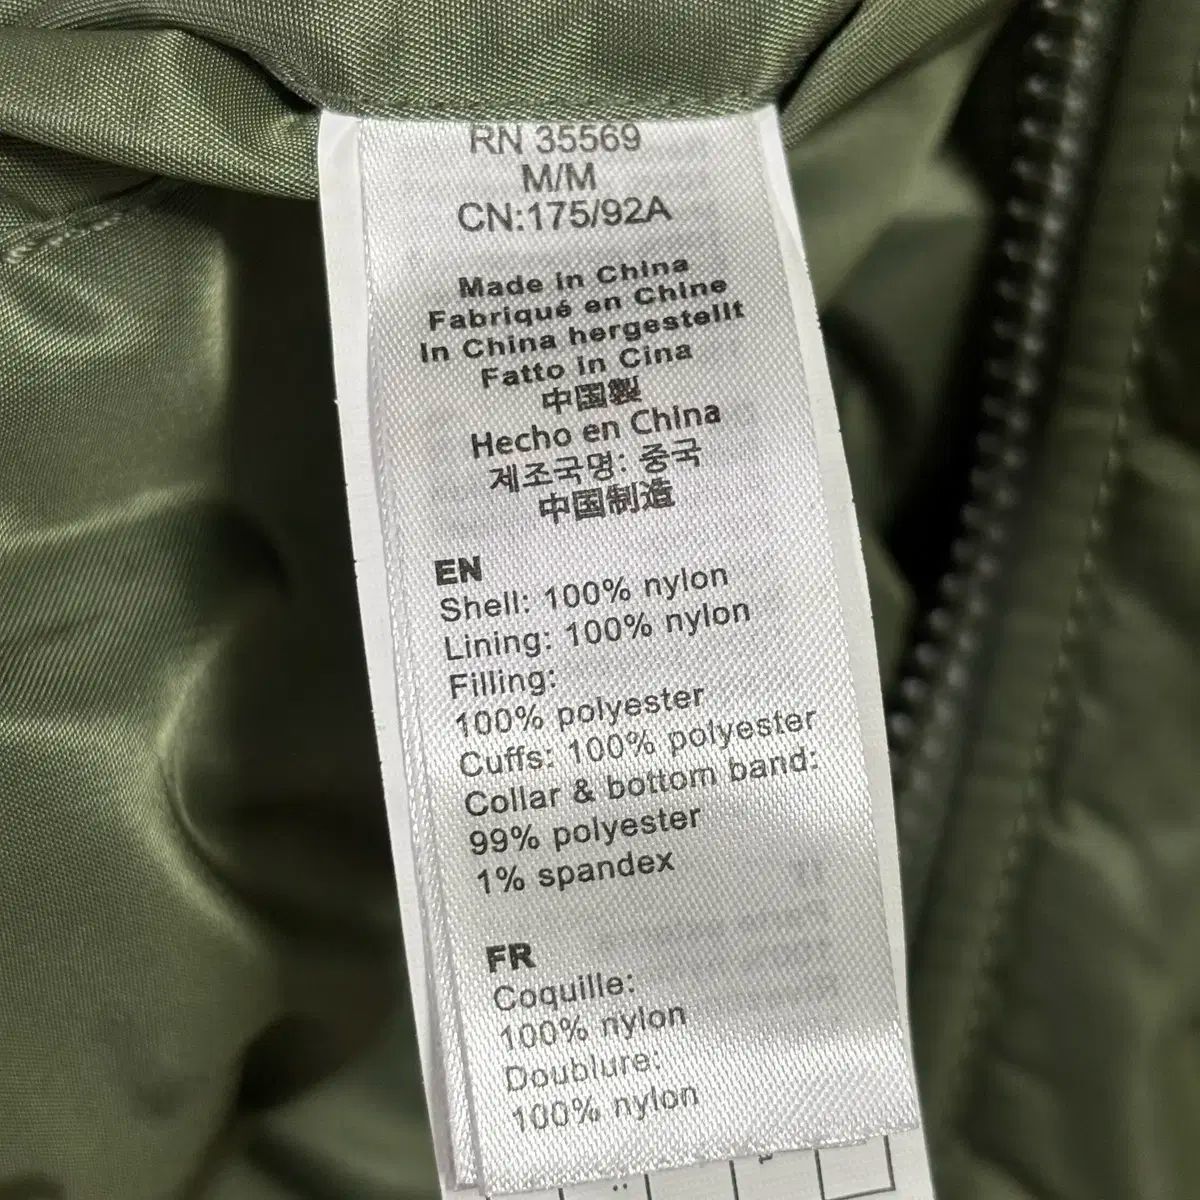 RN 35569
M/M
CN:175/92A
Made in China
Fabriqué en Chine
In China hergestellt
Fatto in Cina
中国製
Hecho en China
제조국명: 중국
中国制造
EN
Shell: 100% nylon
Lining: 100% nylon
Filling:
100% polyester
Cuffs: 100% polyester
Collar & bottom band:
99% polyester
1% spandex
FR
Coquille:
100% nylon
Doublure:
100% nylon